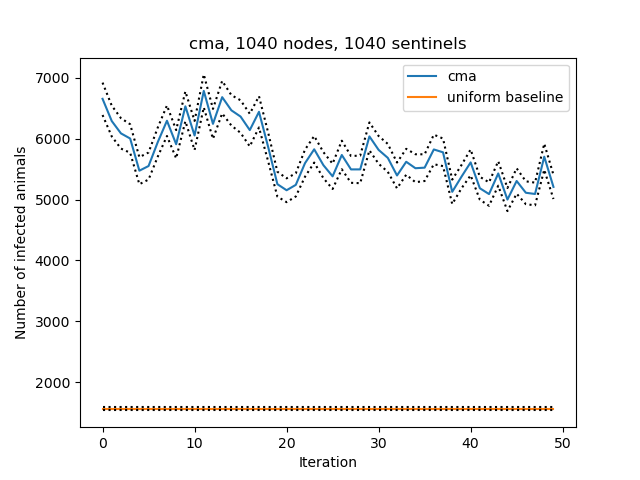 cma, 1040 nodes, 1040 sentinels
cma
uniform baseline
Number of infected animals
7000
6000
5000
4000
3000
2000
0 10 20 30 40 50
Iteration